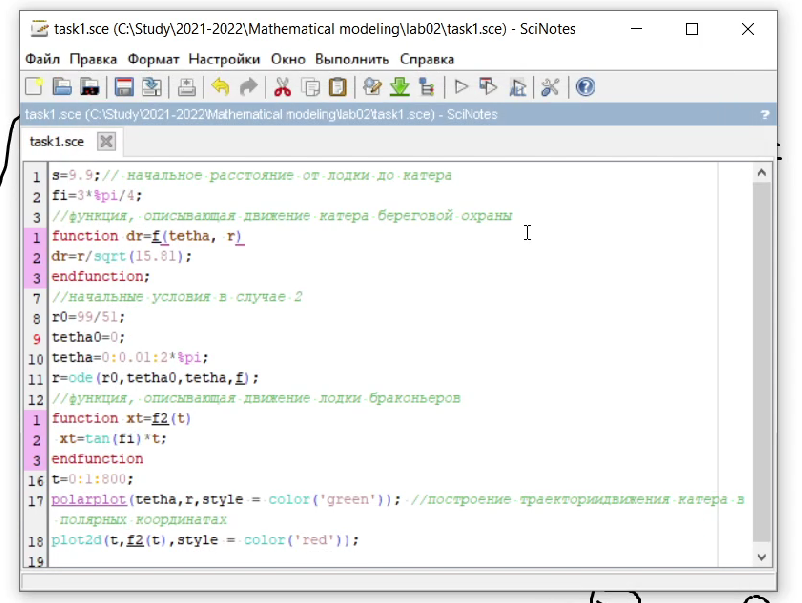 task1.sce (C:\Study\2021-2022\Mathematical modeling\lab02\task1.sce) - SciNotes
Файл Правка Формат Настройки Окно Выполнить Справка
task1.sce (C:\Study\2021-2022\Mathematical modeling\lab02\task1.sce) - SciNotes ?
task1.sce
1 s=9.9;// начальное расстояние от лодки до катера
2 fi=3*%pi/4;
3 //функция, описывающая движение катера береговой охраны
1 function dr=f(tetha, r)
2 dr=r/sqrt(15.81);
3 endfunction;
7 //начальные условия в случае 2
8 r0=99/51;
9 tetha0=0;
10 tetha=0:0.01:2*%pi;
11 r=ode(r0,tetha0,tetha,f);
12 //функция, описывающая движение лодки браконьеров
1 function xt=f2(t)
2 xt=tan(fi)*t;
3 endfunction
16 t=0:1:800;
17 polarplot(tetha,r,style = color('green')); //построение траекториидвижения катера в
полярных координатах
18 plot2d(t,f2(t),style = color('red'));
19